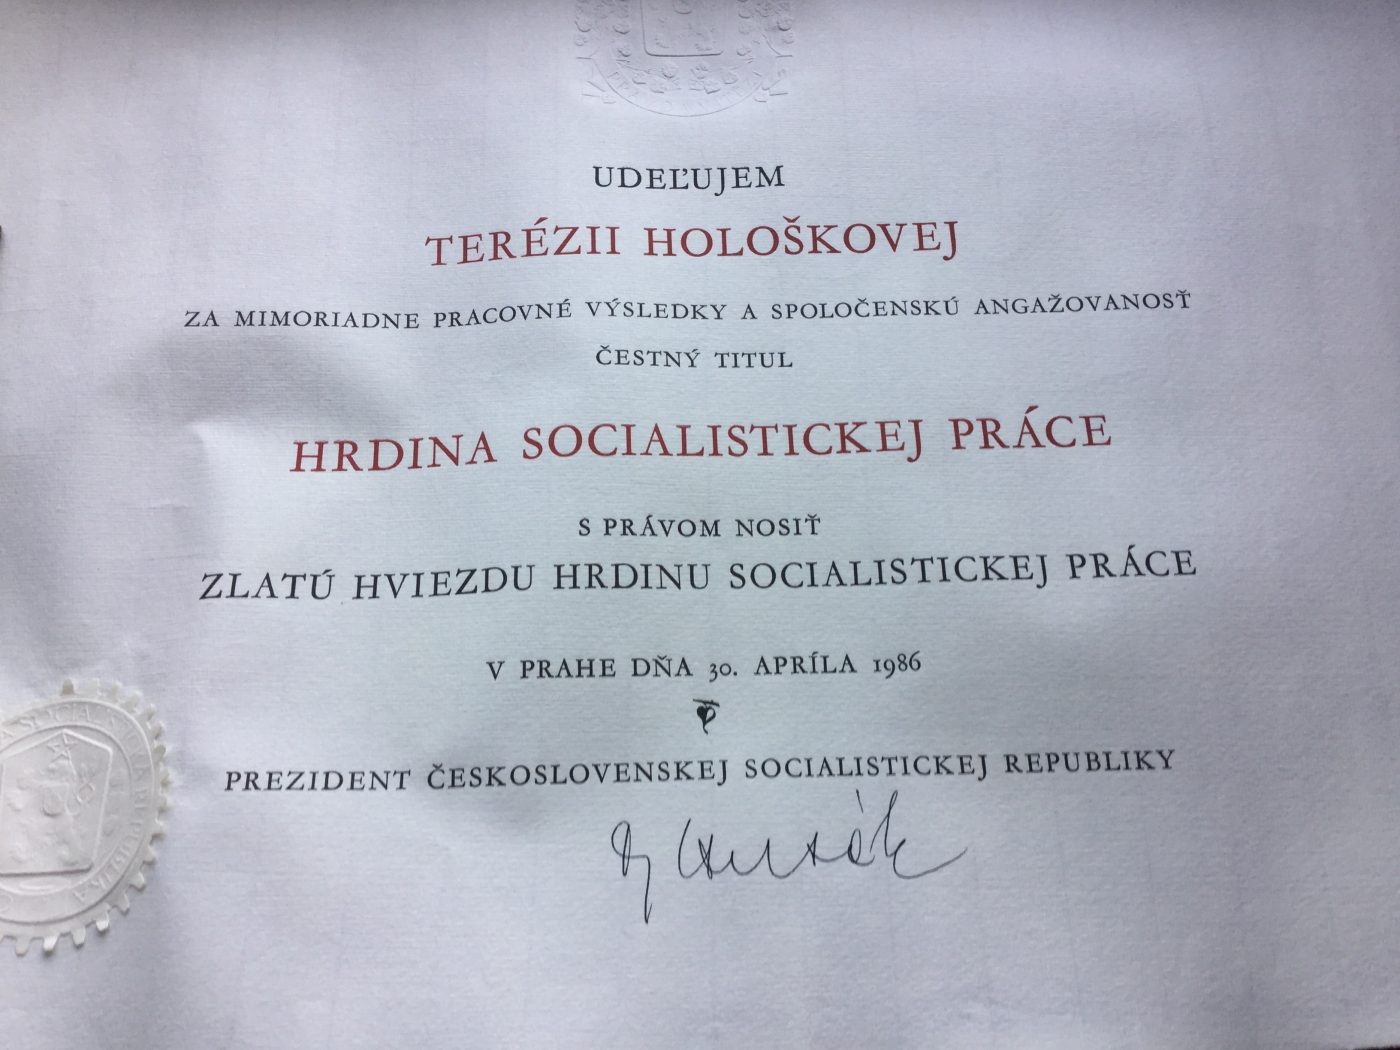 UDEĽUJEM
TERÉZII HOLOŠKOVEJ
ZA MIMORIADNE PRACOVNÉ VÝSLEDKY A SPOLOČENSKÚ ANGAŽOVANOSŤ
ČESTNÝ TITUL
HRDINA SOCIALISTICKEJ PRÁCE
S PRÁVOM NOSIŤ
ZLATÚ HVIEZDU HRDINU SOCIALISTICKEJ PRÁCE
V PRAHE DŇA 30. APRÍLA 1986
PREZIDENT ČESKOSLOVENSKEJ SOCIALISTICKEJ REPUBLIKY
Husák